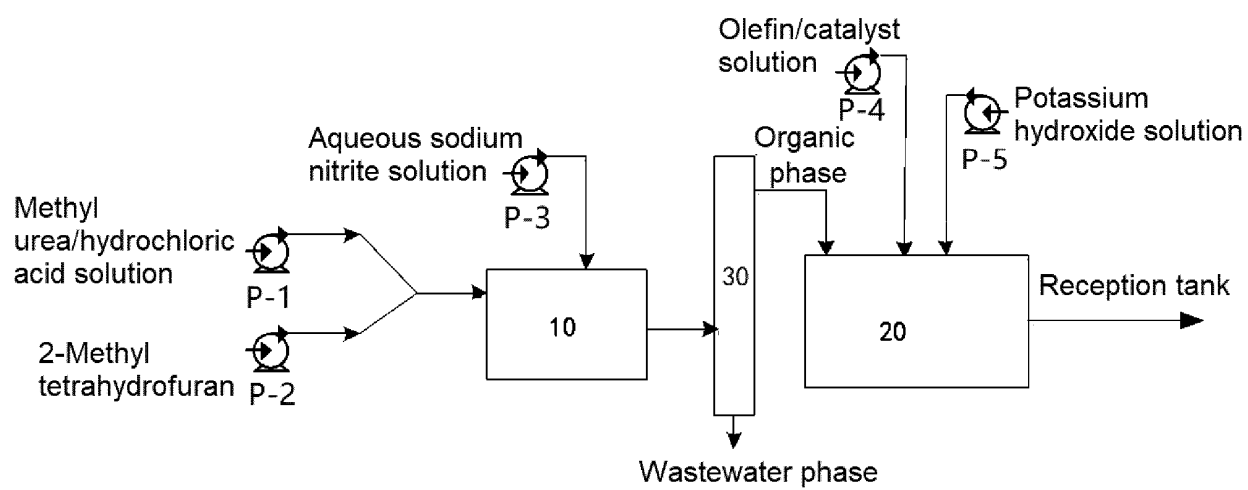 Olefin/catalyst
solution
P-4
Potassium
hydroxide solution
P-5
Aqueous sodium
nitrite solution
P-3
Organic
phase
Methyl
urea/hydrochloric
acid solution
P-1
2-Methyl
tetrahydrofuran
P-2
10
30
20
Reception tank
Wastewater phase